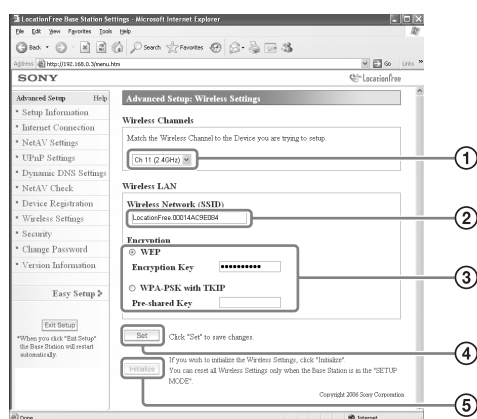 LocationFree Base Station Settings - Microsoft Internet Explorer
File Edit View Favorites Tools Help
Back Search Favorites
Address http://192.168.0.3/menu.htm Go Links
SONY LocationFree
Advanced Setup Help
Setup Information
Internet Connection
NetAV Settings
UPnP Settings
Dynamic DNS Settings
NetAV Check
Device Registration
Wireless Settings
Security
Change Password
Version Information
Easy Setup
Exit Setup
*When you click "Exit Setup"
the Base Station will restart
automatically.
Advanced Setup: Wireless Settings
Wireless Channels
Match the Wireless Channel to the Device you are trying to setup.
Ch 11 (2.4GHz)
1
Wireless LAN
Wireless Network (SSID)
LocationFree.00014AC9E084
2
Encryption
WEP
Encryption Key ••••••••••
3
WPA-PSK with TKIP
Pre-shared Key
Set Click "Set" to save changes.
4
Initialize
If you wish to initialize the Wireless Settings, click "Initialize".
You can reset all Wireless Settings only when the Base Station is in the "SETUP
MODE".
5
Copyright 2006 Sony Corporation
Done Internet